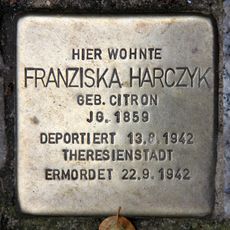 HIER WOHNTE
FRANZISKA HARCZYK
GEB. CITRON
JG. 1859
DEPORTIERT 13.8.1942
THERESIENSTADT
ERMORDET 22.9.1942